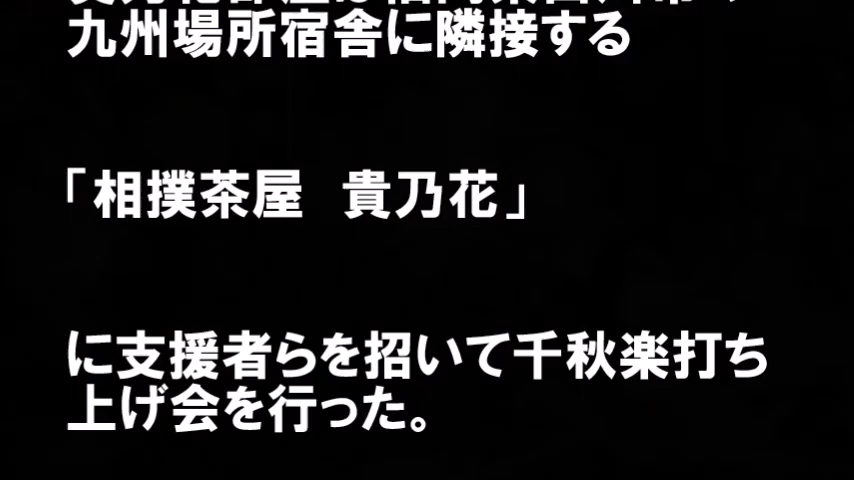 九州場所宿舎に隣接する
「相撲茶屋　貴乃花」
に支援者らを招いて千秋楽打ち
上げ会を行った。